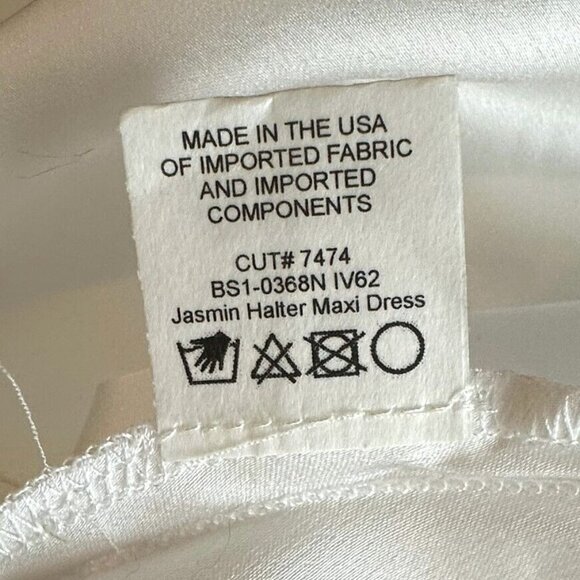 MADE IN THE USA
OF IMPORTED FABRIC
AND IMPORTED
COMPONENTS
CUT# 7474
BS1-0368N IV62
Jasmin Halter Maxi Dress